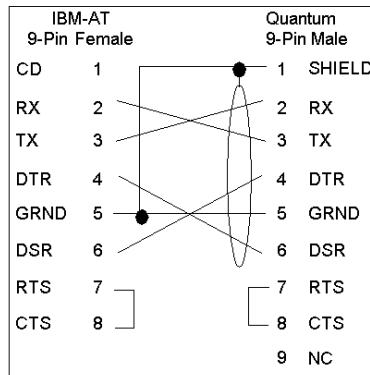 IBM-AT Quantum
9-Pin Female 9-Pin Male
CD 1 1 SHIELD
RX 2 2 RX
TX 3 3 TX
DTR 4 4 DTR
GRND 5 5 GRND
DSR 6 6 DSR
RTS 7 7 RTS
CTS 8 8 CTS
9 NC